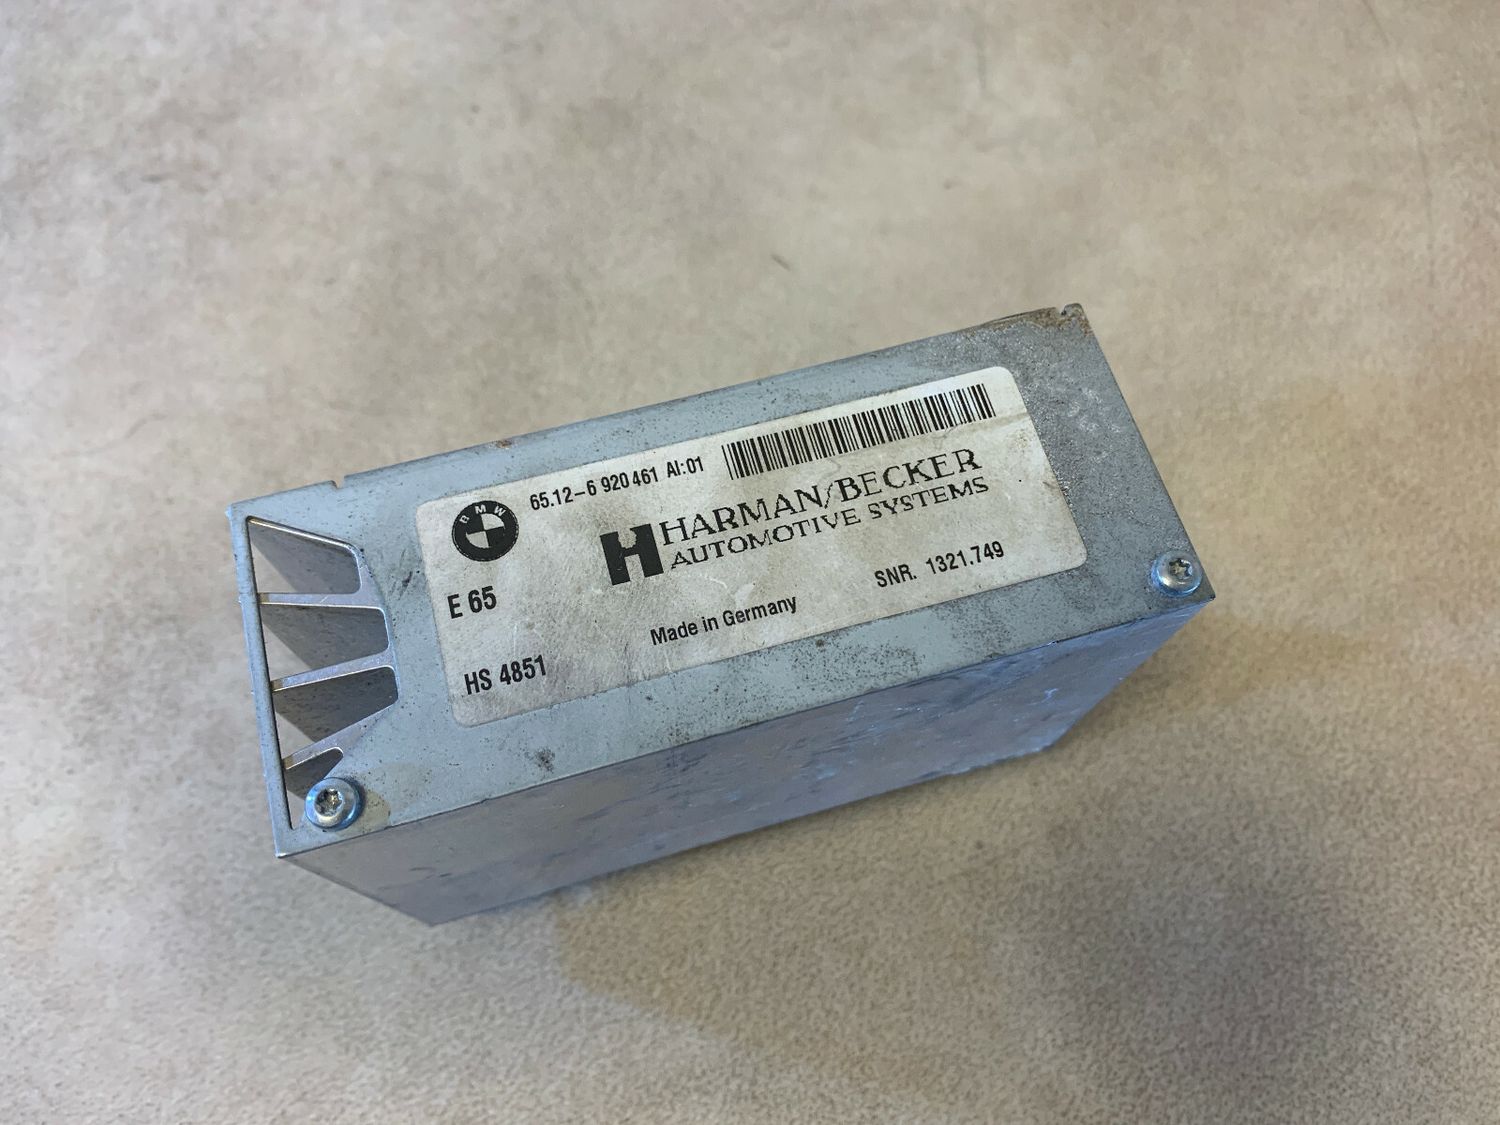 65.12-6 920 461 AI:01
BMW
HARMAN/BECKER
AUTOMOTIVE SYSTEMS
E 65
SNR. 1321.749
Made in Germany
HS 4851